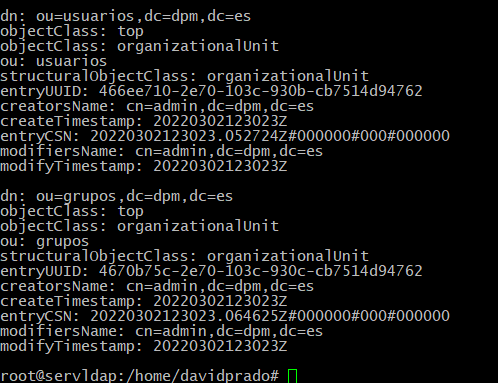 dn: ou=usuarios,dc=dpm,dc=es
objectClass: top
objectClass: organizationalUnit
ou: usuarios
structuralObjectClass: organizationalUnit
entryUUID: 466ee710-2e70-103c-930b-cb7514d94762
creatorsName: cn=admin,dc=dpm,dc=es
createTimestamp: 20220302123023Z
entryCSN: 20220302123023.052724Z#000000#000#000000
modifiersName: cn=admin,dc=dpm,dc=es
modifyTimestamp: 20220302123023Z

dn: ou=grupos,dc=dpm,dc=es
objectClass: top
objectClass: organizationalUnit
ou: grupos
structuralObjectClass: organizationalUnit
entryUUID: 4670b75c-2e70-103c-930c-cb7514d94762
creatorsName: cn=admin,dc=dpm,dc=es
createTimestamp: 20220302123023Z
entryCSN: 20220302123023.064625Z#000000#000#000000
modifiersName: cn=admin,dc=dpm,dc=es
modifyTimestamp: 20220302123023Z

root@servldap:/home/davidprado#